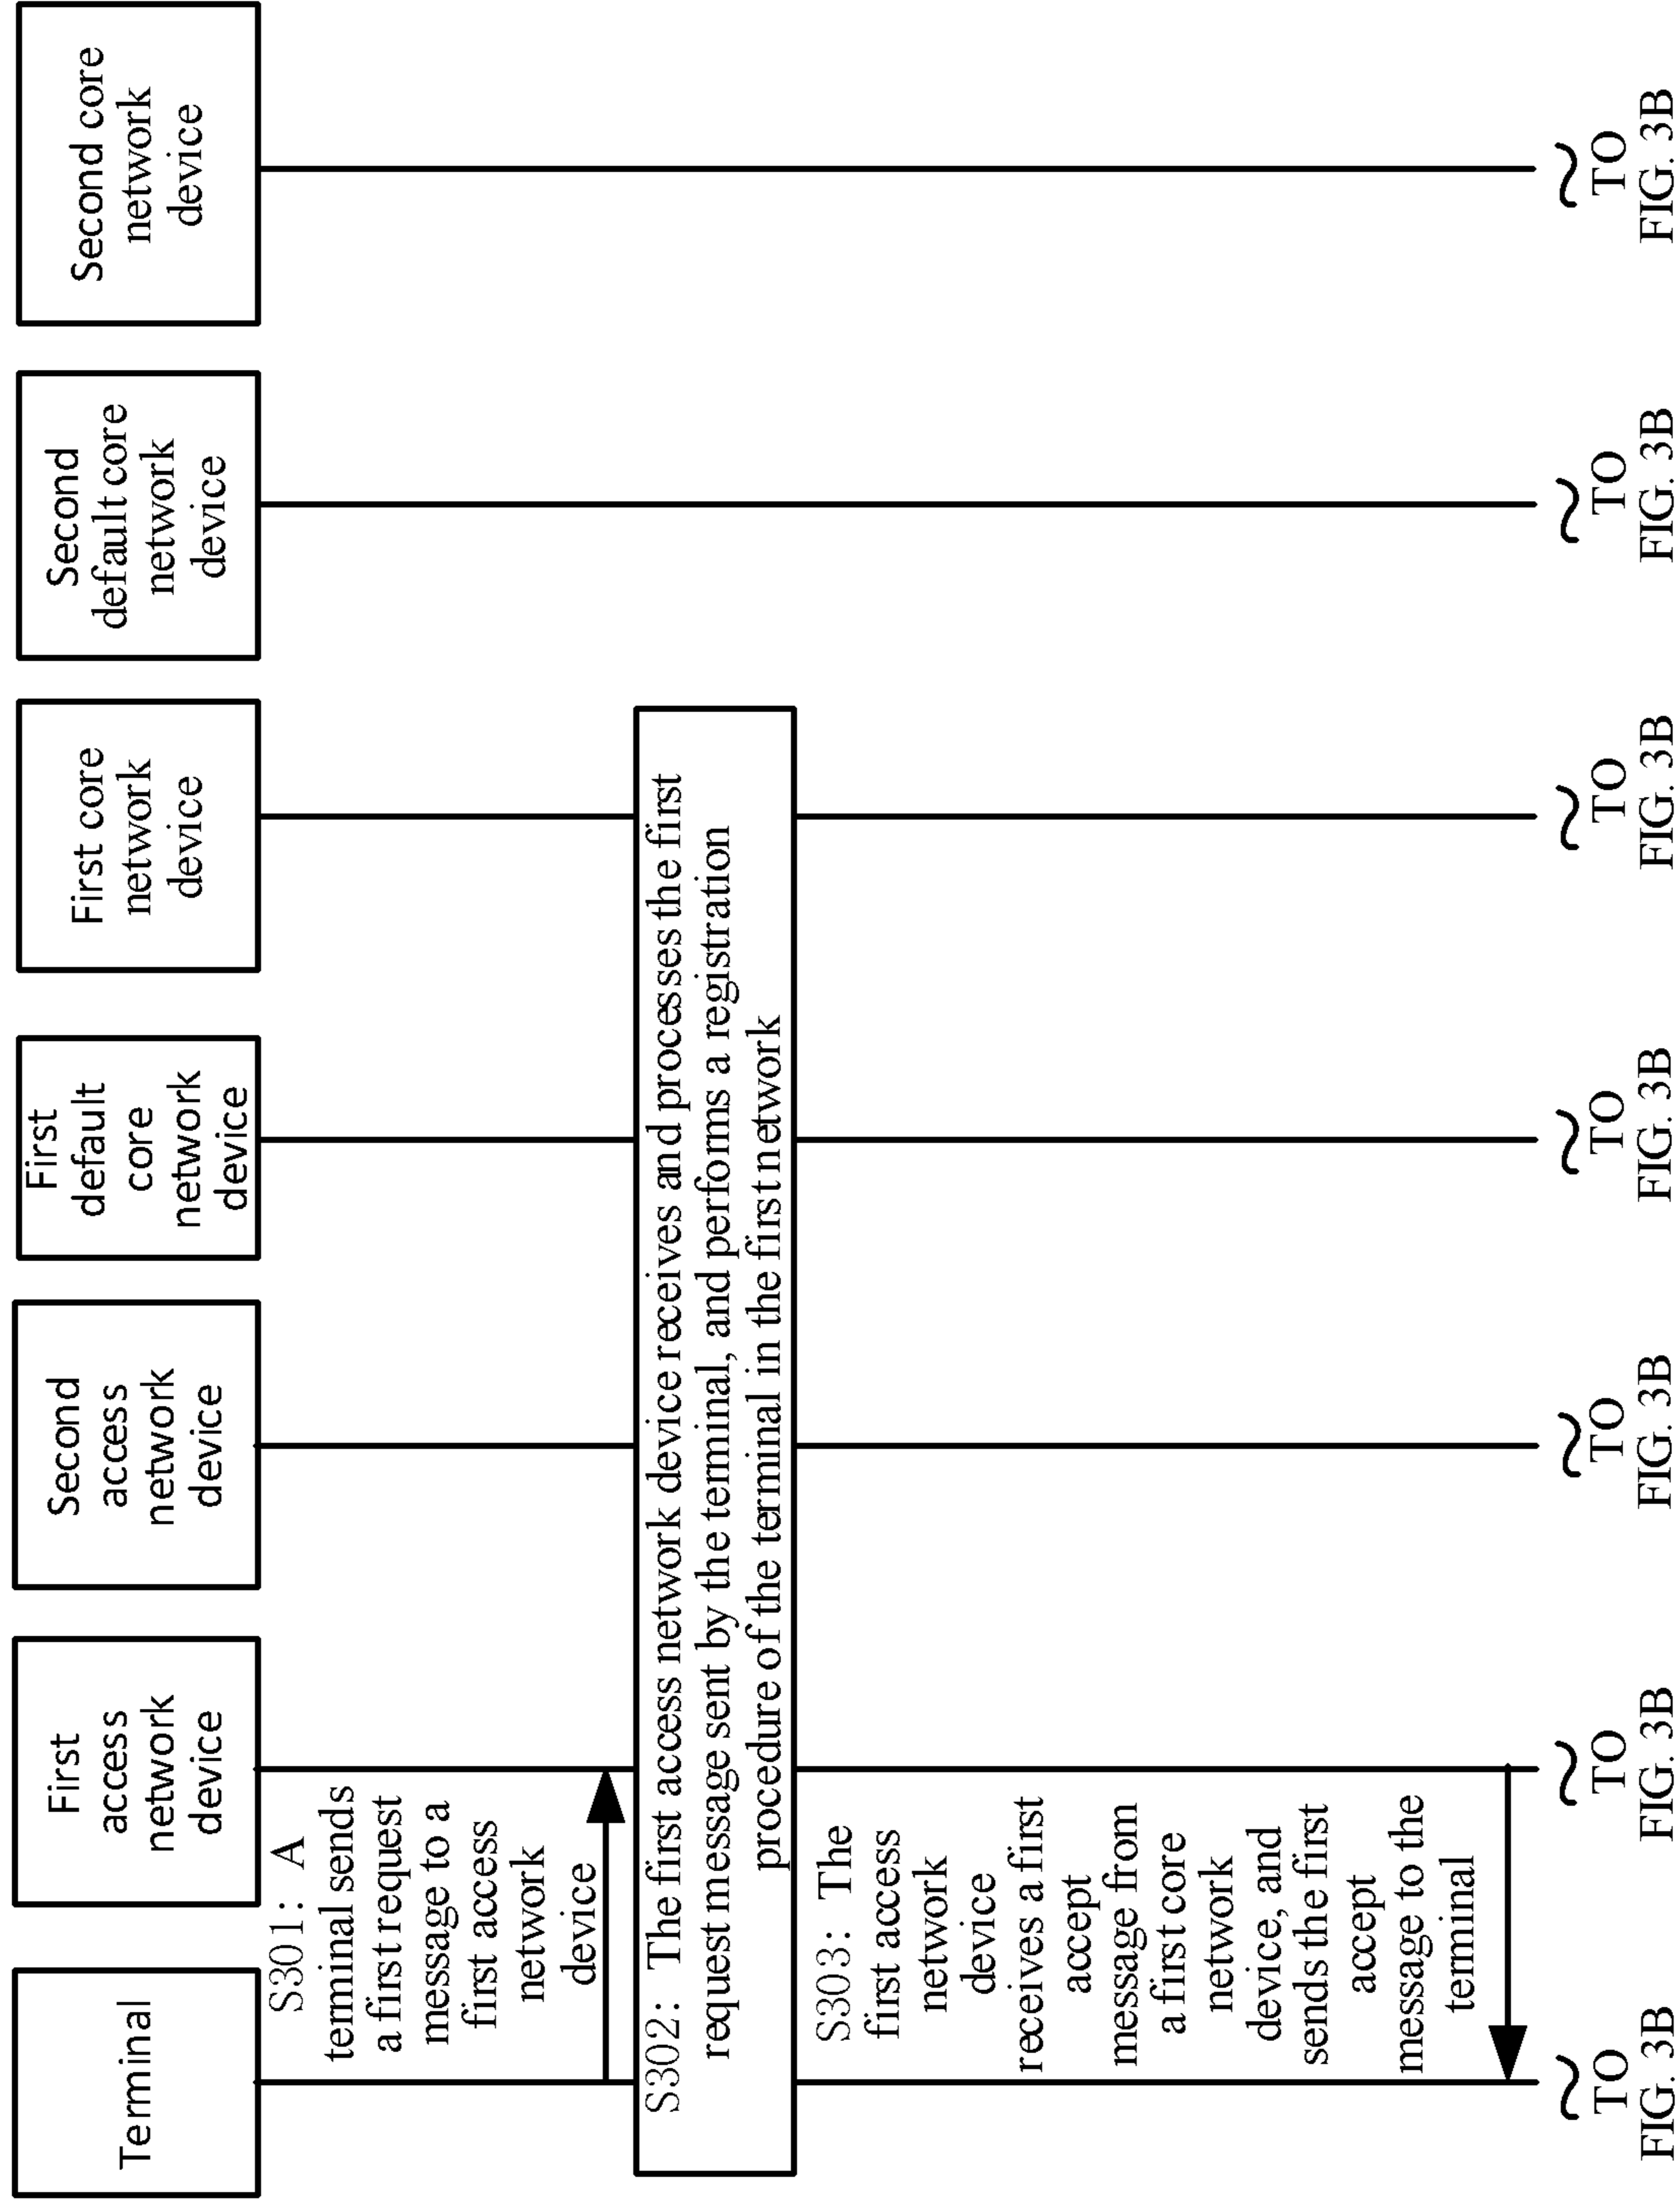 Terminal
First
access
network
device
Second
access
network
device
First
default
core
network
device
First core
network
device
Second
default core
network
device
Second core
network
device
S301: A
terminal sends
a first request
message to a
first access
network
device
S302: The first access network device receives and processes the first
request message sent by the terminal, and performs a registration
procedure of the terminal in the first network
S303: The
first access
network
device
receives a first
accept
message from
a first core
network
device, and
sends the first
accept
message to the
terminal
TO
FIG. 3B
TO
FIG. 3B
TO
FIG. 3B
TO
FIG. 3B
TO
FIG. 3B
TO
FIG. 3B
TO
FIG. 3B